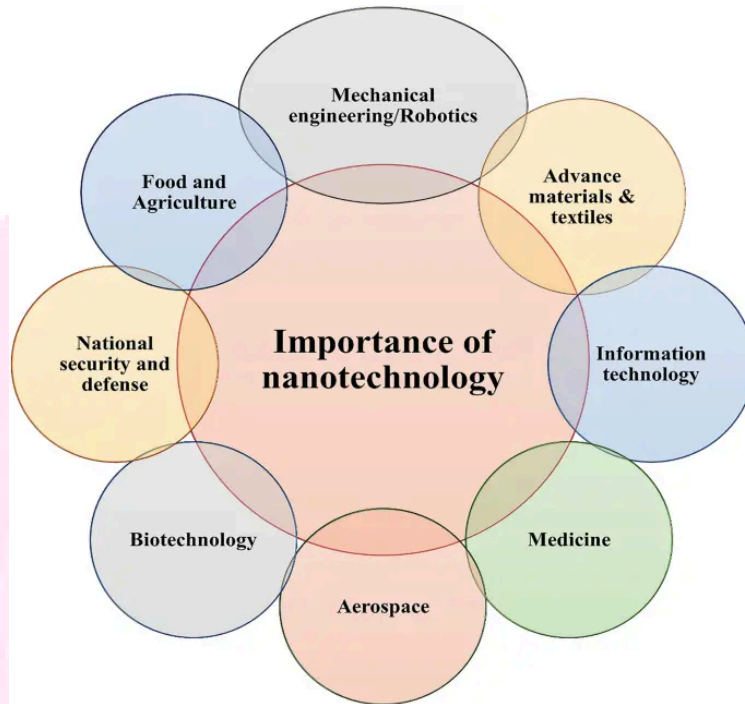 Mechanical
engineering/Robotics
Advance
materials &
textiles
Food and
Agriculture
Importance of
nanotechnology
Information
technology
National
security and
defense
Medicine
Biotechnology
Aerospace